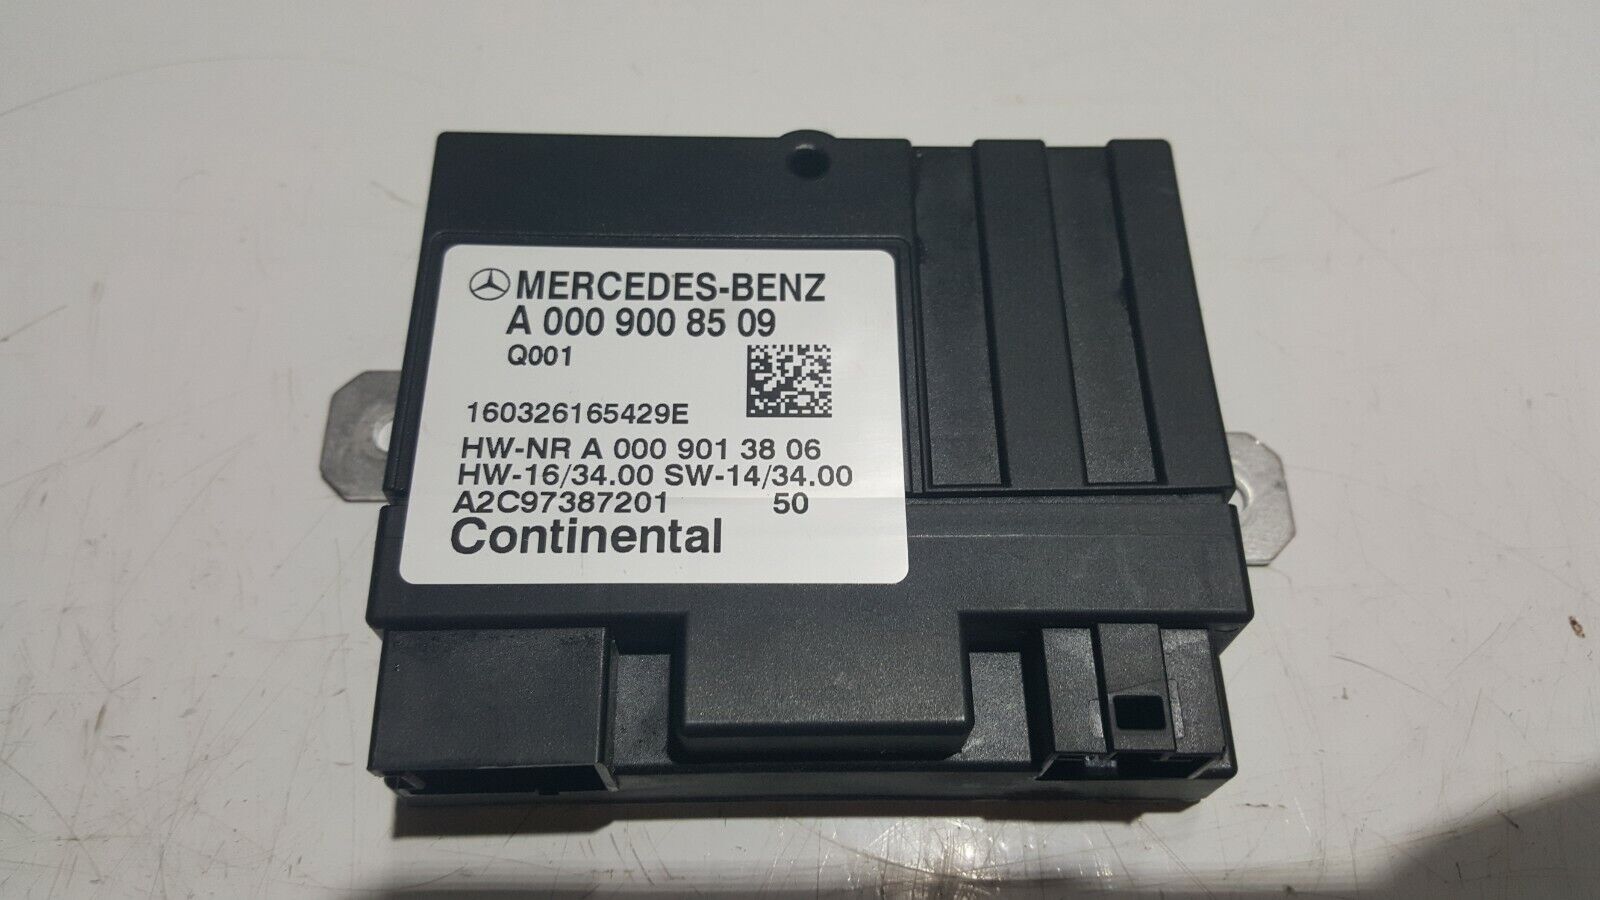 MERCEDES-BENZ
A 000 900 85 09
Q001
160326165429E
HW-NR A 000 901 38 06
HW-16/34.00 SW-14/34.00
A2C97387201 50
Continental